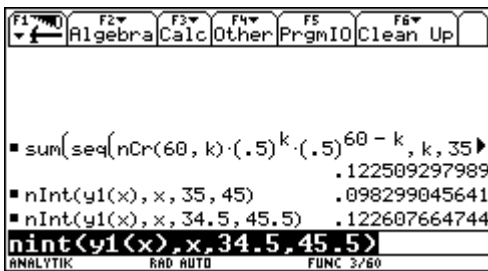 F1 F2 F3 F4 F5 F6
Algebra Calc Other PrgmIO Clean Up
sum(seq(nCr(60, k)·(.5)^k·(.5)^60 - k, k, 35
.122509297989
nInt(y1(x), x, 35, 45) .098299045641
nInt(y1(x), x, 34.5, 45.5) .122607664744
nint(y1(x),x,34.5,45.5)
ANALYTIK RAD AUTO FUNC 3/60